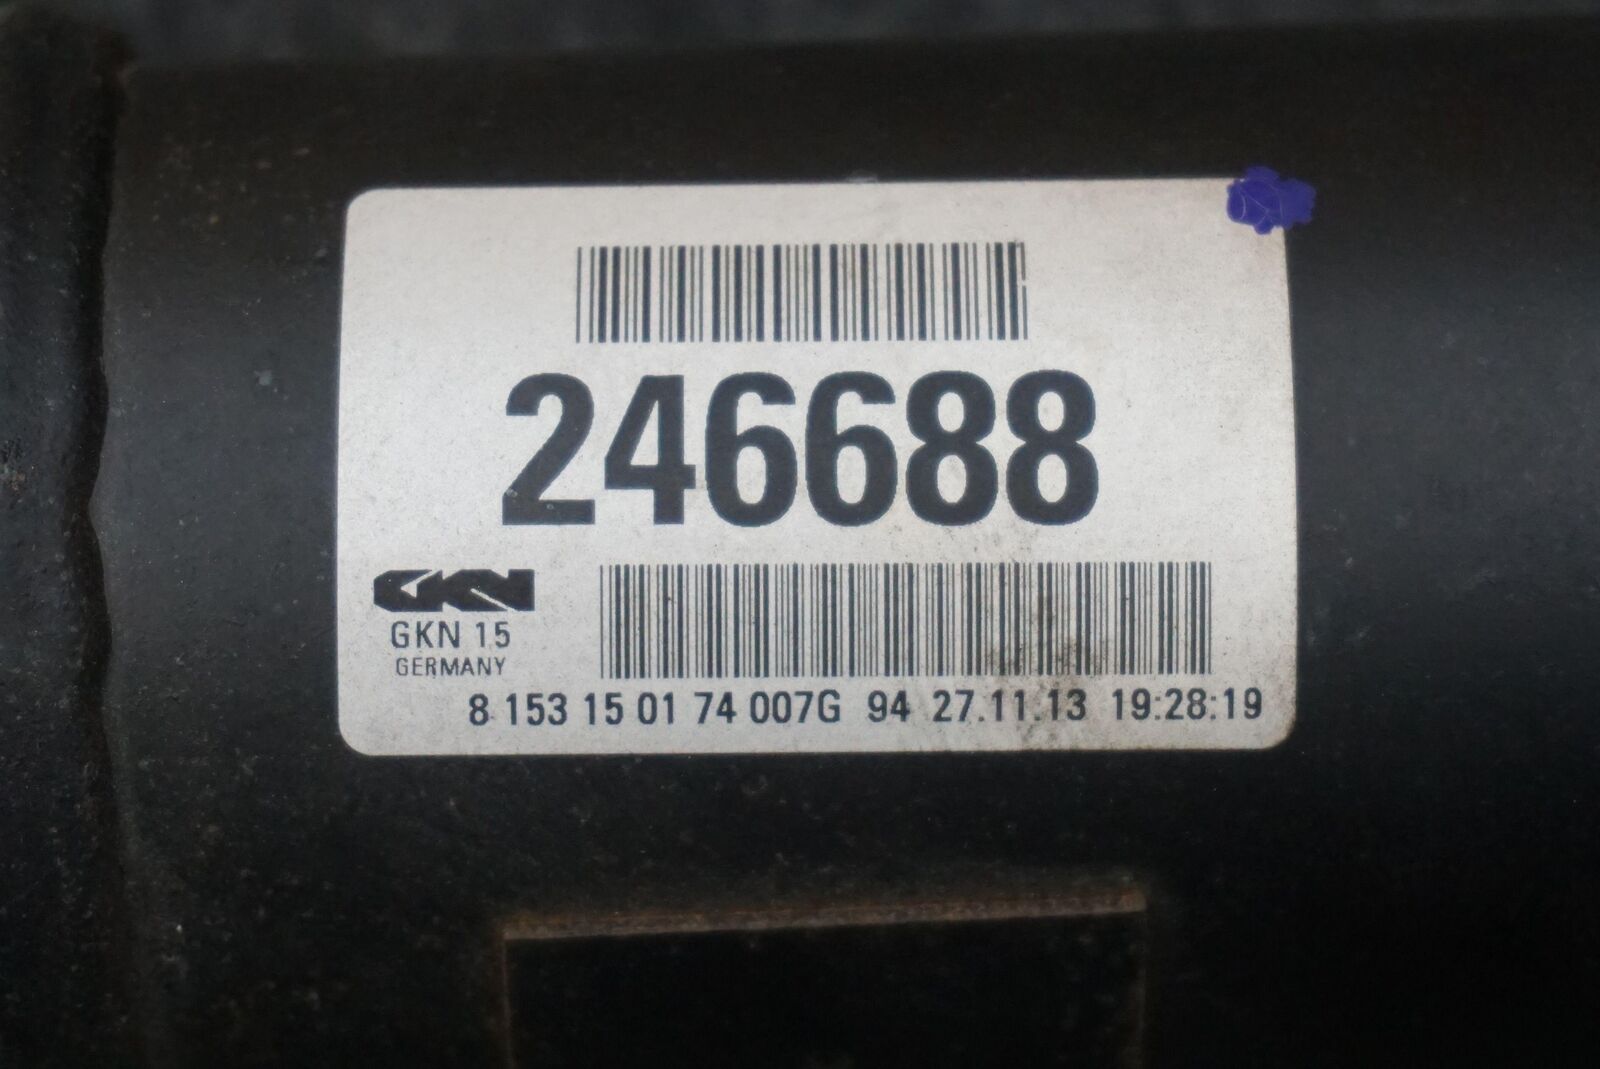 246688
GKN
GKN 15
GERMANY
8 153 15 01 74 007G 94 27.11.13 19:28:19